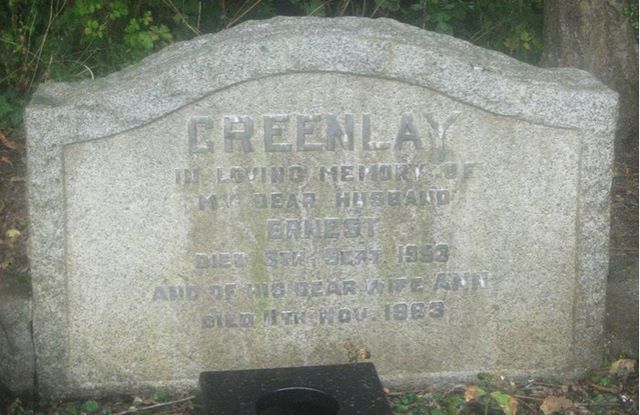 GREENLAY
IN LOVING MEMORY OF
MY DEAR HUSBAND
ERNEST
DIED 5TH SEPT 1953
AND OF HIS DEAR WIFE ANN
DIED 11TH NOV. 1963